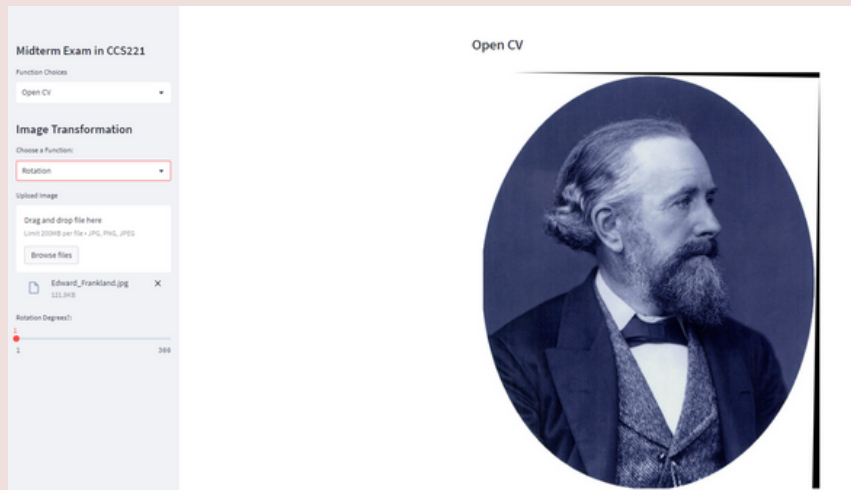 Midterm Exam in CCS221
Function Choices
Open CV
Image Transformation
Choose a Function:
Rotation
Upload Image
Drag and drop file here
Limit 200MB per file • JPG, PNG, JPEG
Browse files
Edward_Frankland.jpg
121.9KB
Rotation Degrees?:
1
1 360
Open CV